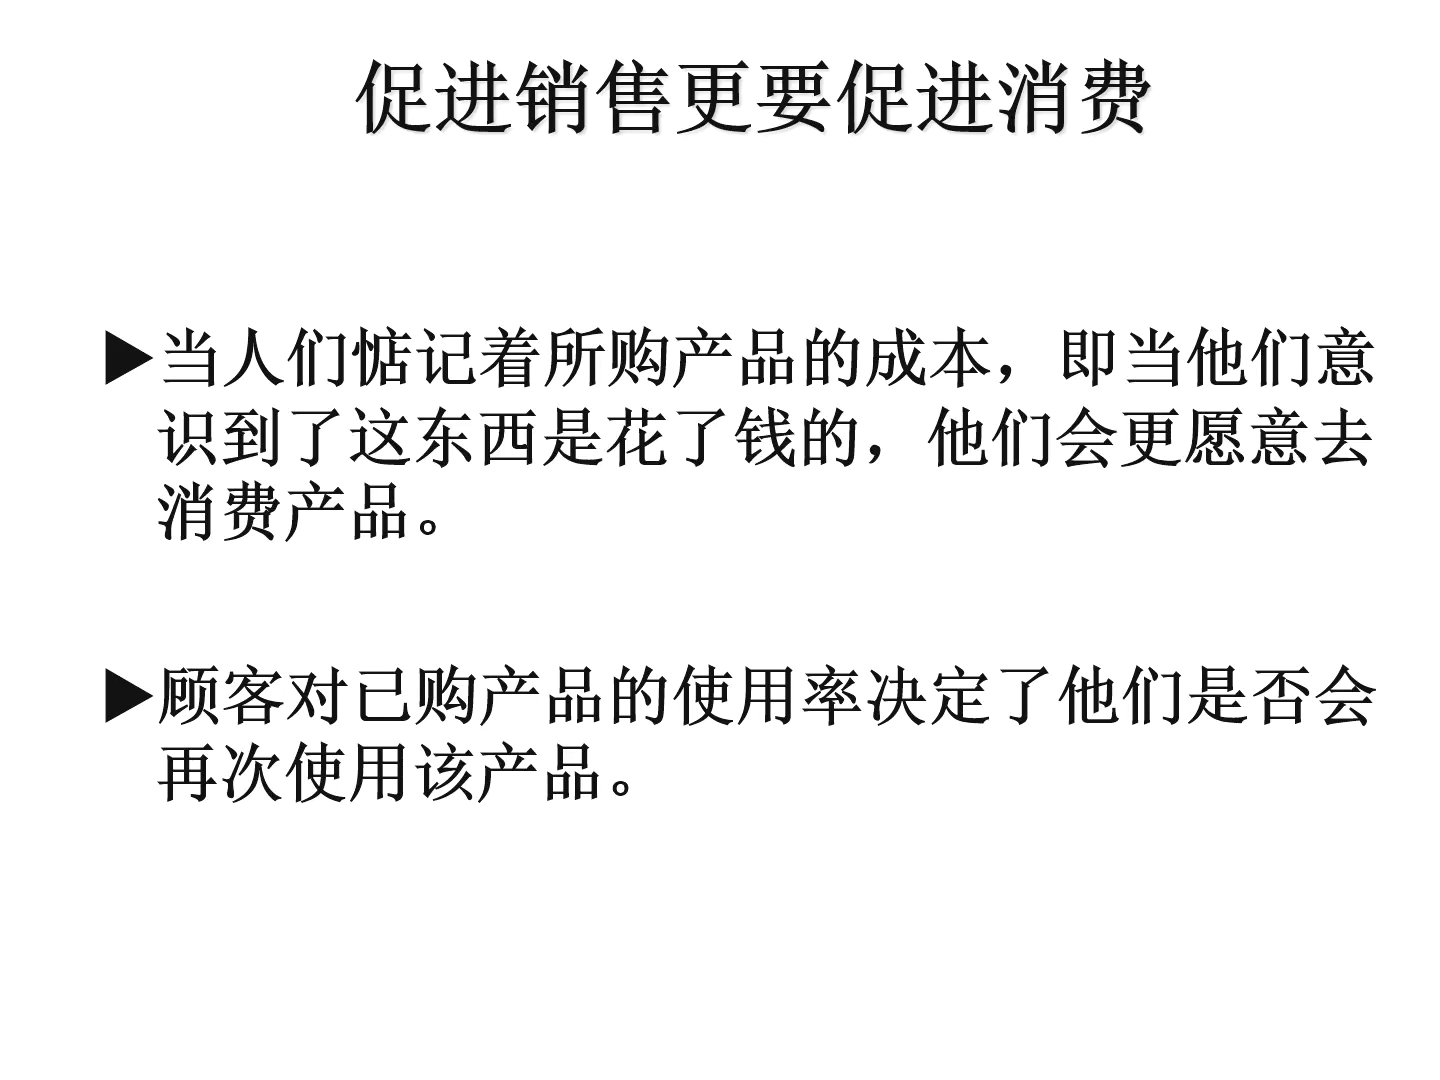 促进销售更要促进消费
▶当人们惦记着所购产品的成本，即当他们意
识到了这东西是花了钱的，他们会更愿意去
消费产品。
▶顾客对已购产品的使用率决定了他们是否会
再次使用该产品。